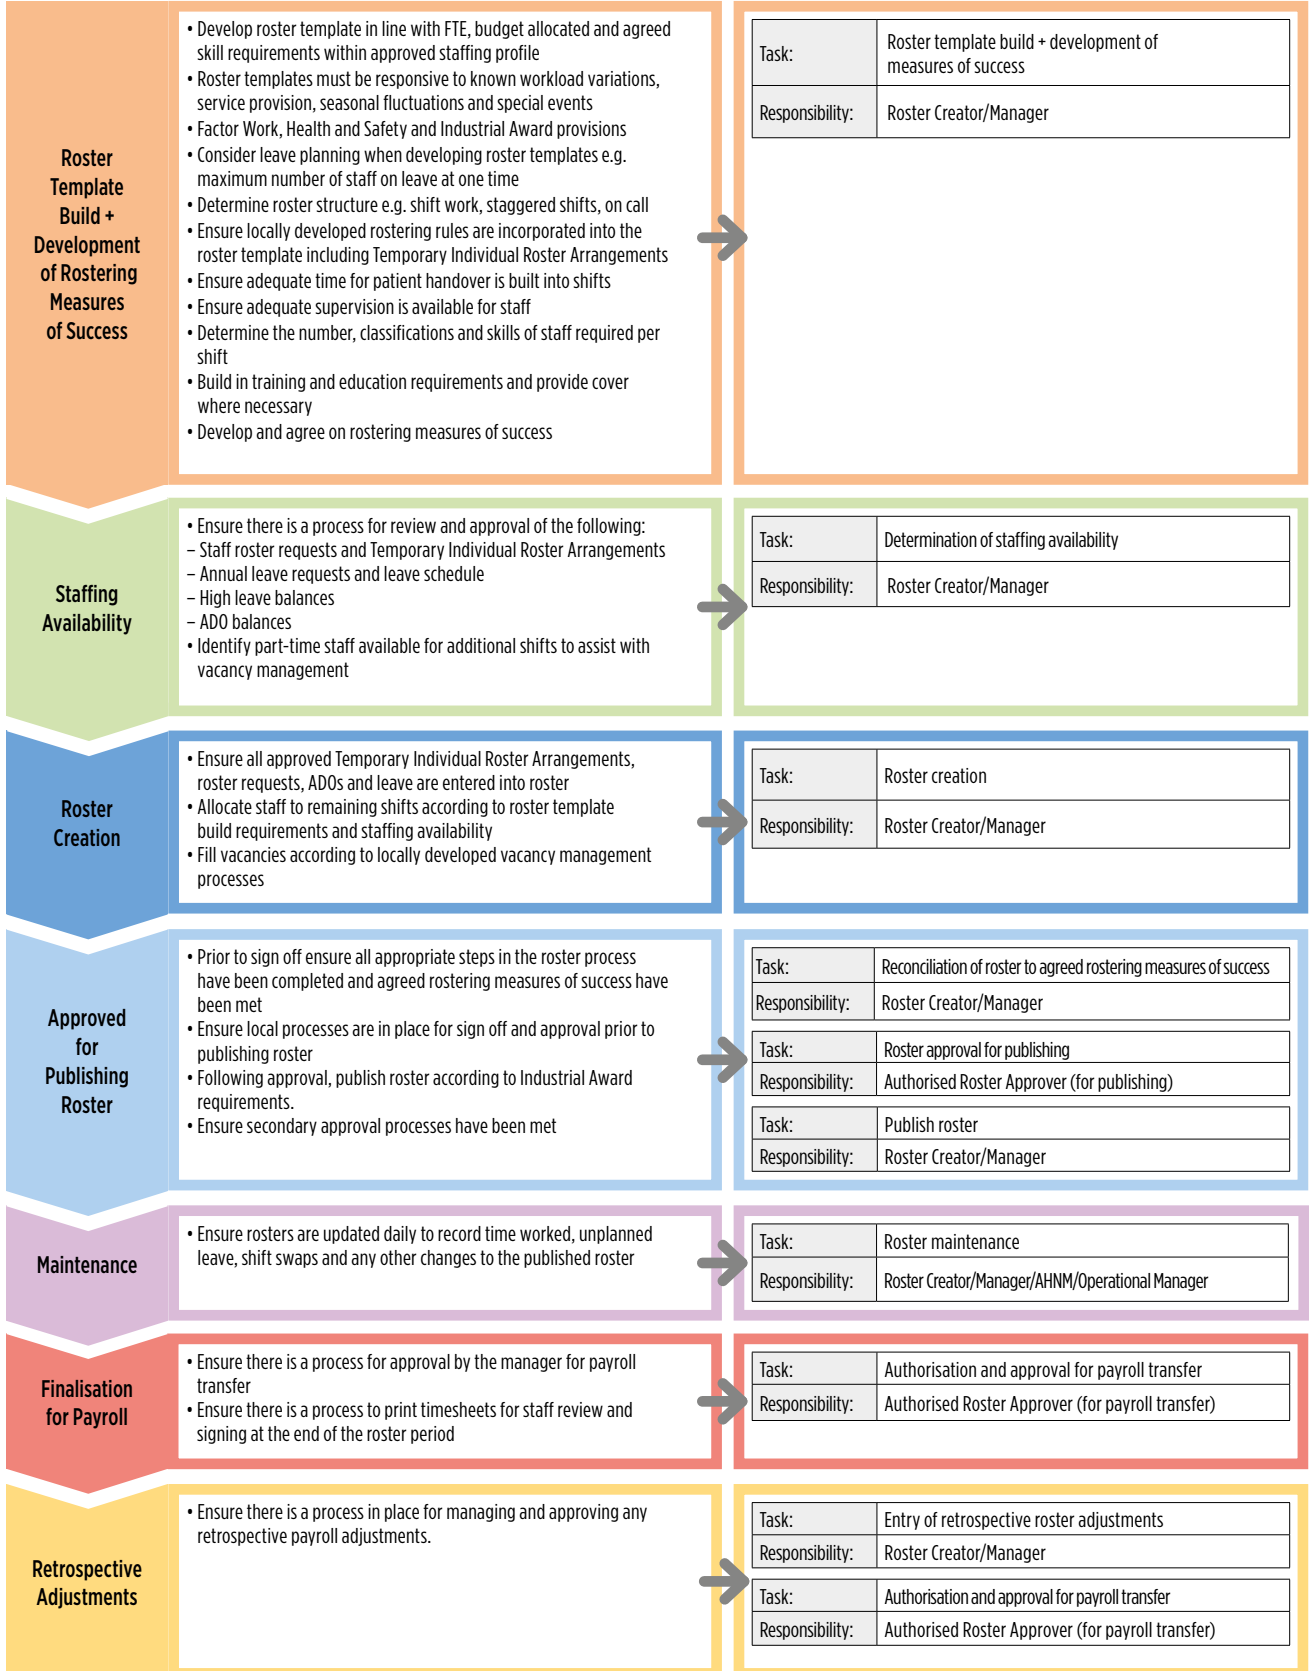 Roster
Template
Build +
Development
of Rostering
Measures
of Success
• Develop roster template in line with FTE, budget allocated and agreed
skill requirements within approved staffing profile
• Roster templates must be responsive to known workload variations,
service provision, seasonal fluctuations and special events
• Factor Work, Health and Safety and Industrial Award provisions
• Consider leave planning when developing roster templates e.g.
maximum number of staff on leave at one time
• Determine roster structure e.g. shift work, staggered shifts, on call
• Ensure locally developed rostering rules are incorporated into the
roster template including Temporary Individual Roster Arrangements
• Ensure adequate time for patient handover is built into shifts
• Ensure adequate supervision is available for staff
• Determine the number, classifications and skills of staff required per
shift
• Build in training and education requirements and provide cover
where necessary
• Develop and agree on rostering measures of success
Task: Roster template build + development of
measures of success
Responsibility: Roster Creator/Manager
Staffing
Availability
• Ensure there is a process for review and approval of the following:
– Staff roster requests and Temporary Individual Roster Arrangements
– Annual leave requests and leave schedule
– High leave balances
– ADO balances
• Identify part-time staff available for additional shifts to assist with
vacancy management
Task: Determination of staffing availability
Responsibility: Roster Creator/Manager
Roster
Creation
• Ensure all approved Temporary Individual Roster Arrangements,
roster requests, ADOs and leave are entered into roster
• Allocate staff to remaining shifts according to roster template
build requirements and staffing availability
• Fill vacancies according to locally developed vacancy management
processes
Task: Roster creation
Responsibility: Roster Creator/Manager
Approved
for
Publishing
Roster
• Prior to sign off ensure all appropriate steps in the roster process
have been completed and agreed rostering measures of success have
been met
• Ensure local processes are in place for sign off and approval prior to
publishing roster
• Following approval, publish roster according to Industrial Award
requirements.
• Ensure secondary approval processes have been met
Task: Reconciliation of roster to agreed rostering measures of success
Responsibility: Roster Creator/Manager
Task: Roster approval for publishing
Responsibility: Authorised Roster Approver (for publishing)
Task: Publish roster
Responsibility: Roster Creator/Manager
Maintenance
• Ensure rosters are updated daily to record time worked, unplanned
leave, shift swaps and any other changes to the published roster
Task: Roster maintenance
Responsibility: Roster Creator/Manager/AHNM/Operational Manager
Finalisation
for Payroll
• Ensure there is a process for approval by the manager for payroll
transfer
• Ensure there is a process to print timesheets for staff review and
signing at the end of the roster period
Task: Authorisation and approval for payroll transfer
Responsibility: Authorised Roster Approver (for payroll transfer)
Retrospective
Adjustments
• Ensure there is a process in place for managing and approving any
retrospective payroll adjustments.
Task: Entry of retrospective roster adjustments
Responsibility: Roster Creator/Manager
Task: Authorisation and approval for payroll transfer
Responsibility: Authorised Roster Approver (for payroll transfer)